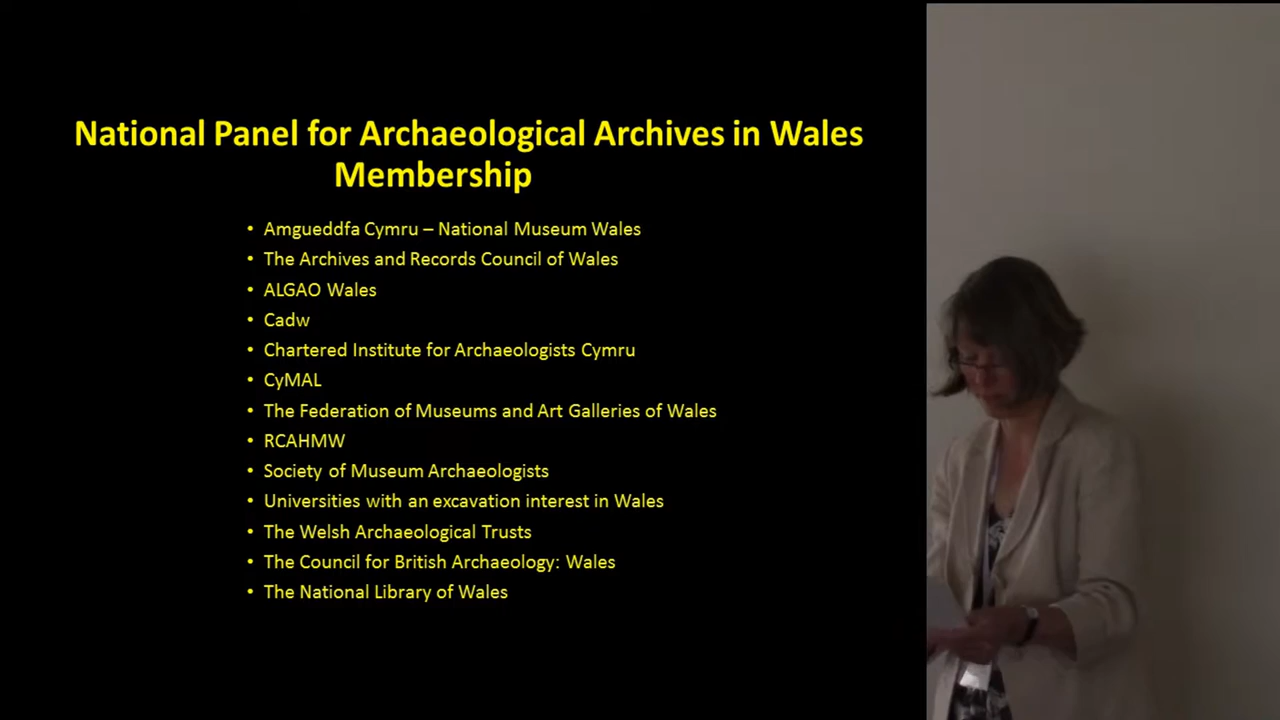 National Panel for Archaeological Archives in Wales
Membership
• Amgueddfa Cymru – National Museum Wales
• The Archives and Records Council of Wales
• ALGAO Wales
• Cadw
• Chartered Institute for Archaeologists Cymru
• CyMAL
• The Federation of Museums and Art Galleries of Wales
• RCAHMW
• Society of Museum Archaeologists
• Universities with an excavation interest in Wales
• The Welsh Archaeological Trusts
• The Council for British Archaeology: Wales
• The National Library of Wales